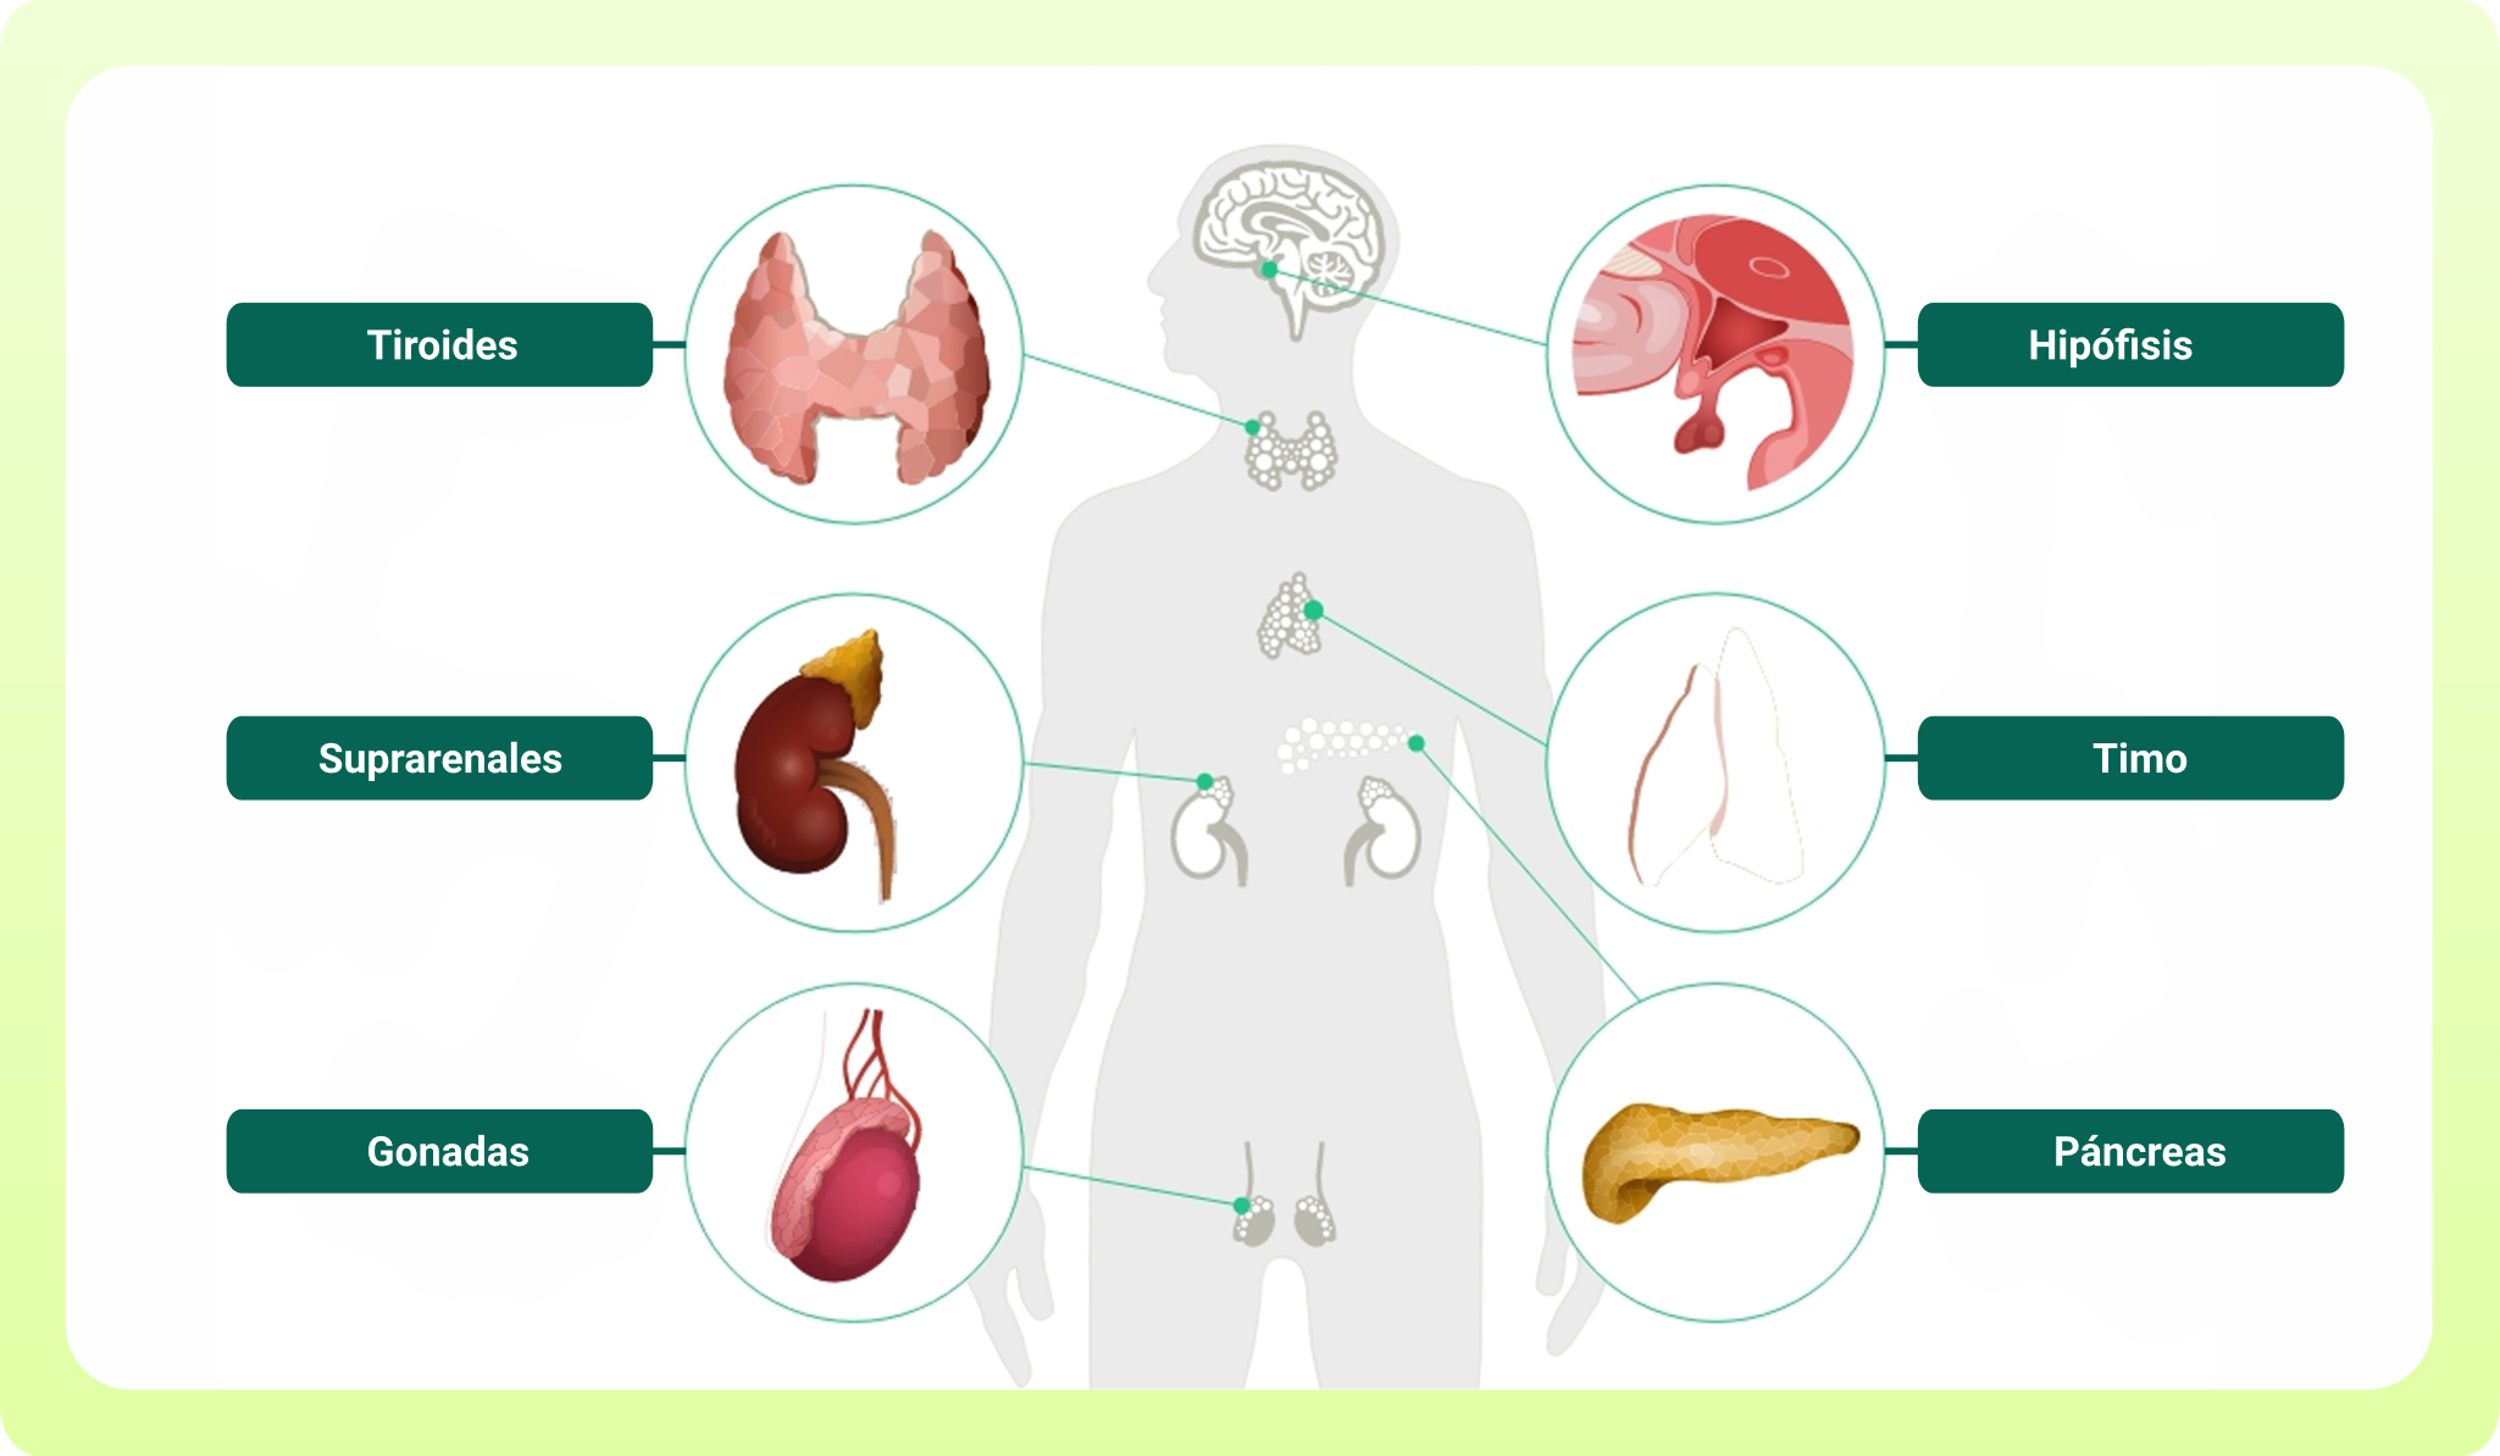 Tiroides
Hipófisis
Suprarenales
Timo
Gonadas
Páncreas